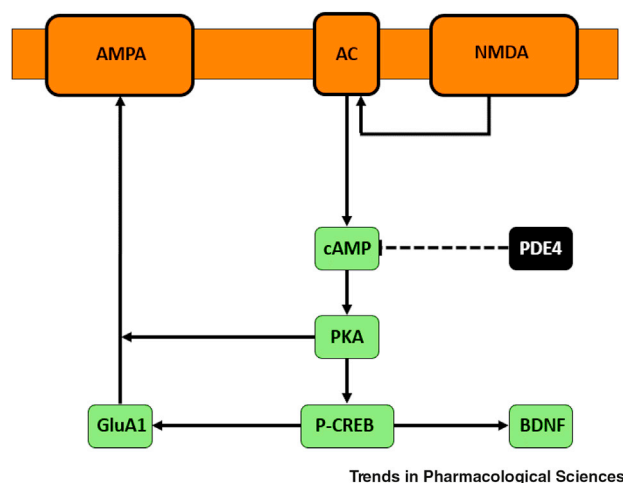 AMPA
AC
NMDA
cAMP
PDE4
PKA
GluA1
P-CREB
BDNF
Trends in Pharmacological Sciences